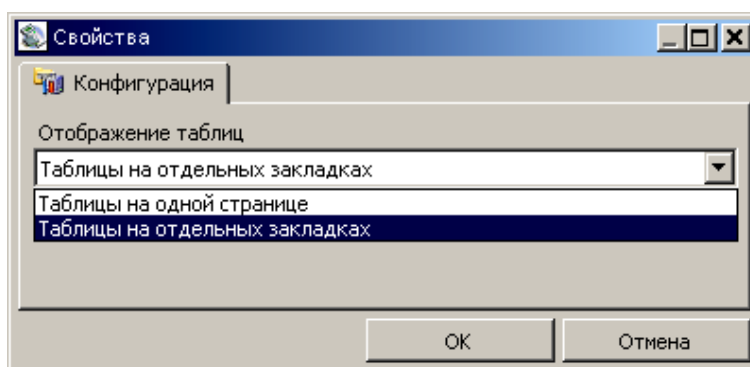 Свойства
Конфигурация
Отображение таблиц
Таблицы на отдельных закладках
Таблицы на одной странице
Таблицы на отдельных закладках
OK
Отмена